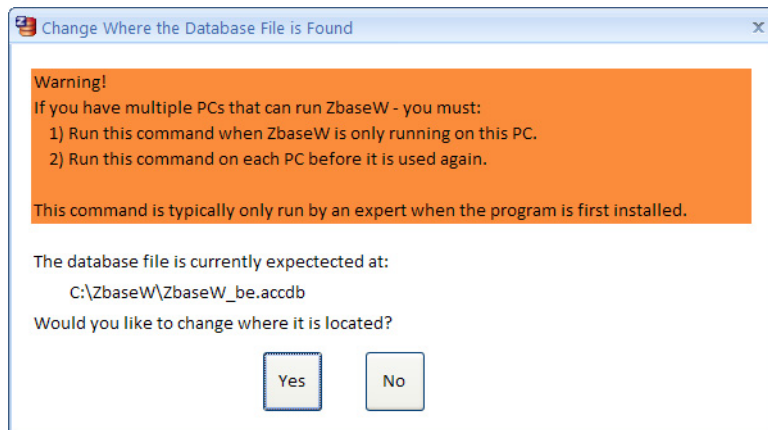 Change Where the Database File is Found
Warning!
If you have multiple PCs that can run ZbaseW - you must:
1) Run this command when ZbaseW is only running on this PC.
2) Run this command on each PC before it is used again.
This command is typically only run by an expert when the program is first installed.
The database file is currently expectected at:
C:\ZbaseW\ZbaseW_be.accdb
Would you like to change where it is located?
Yes No